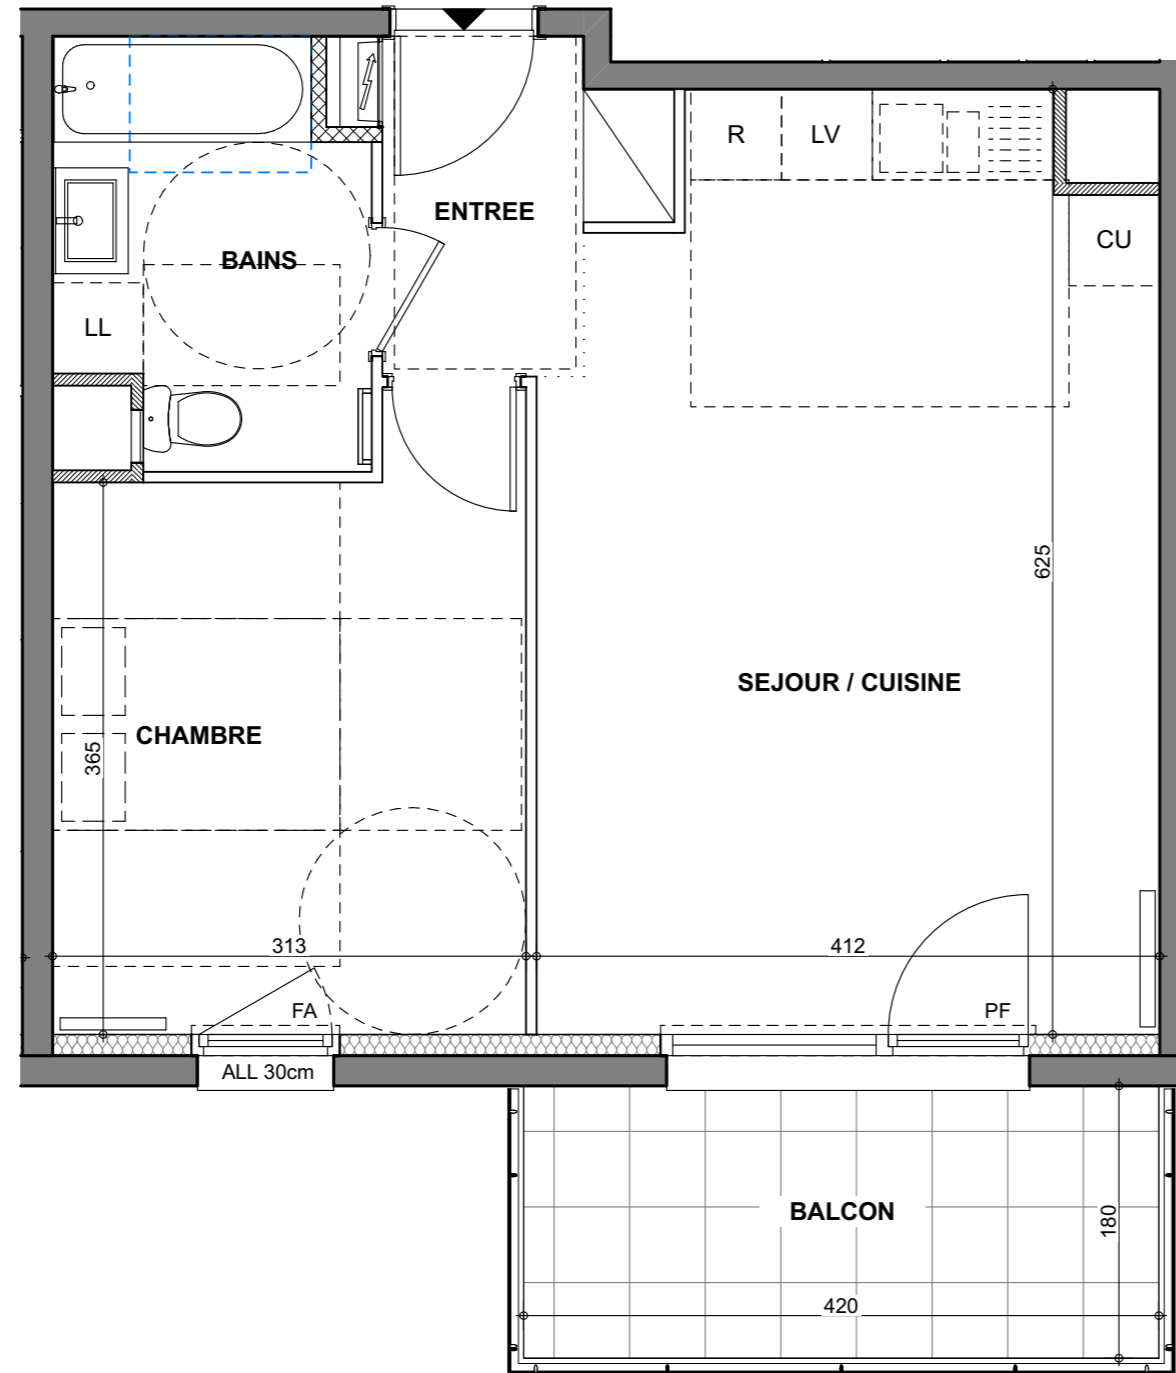 R
LV
ENTREE
CU
BAINS
LL
625
SEJOUR / CUISINE
CHAMBRE
365
313
412
FA
PF
ALL 30cm
BALCON
180
420